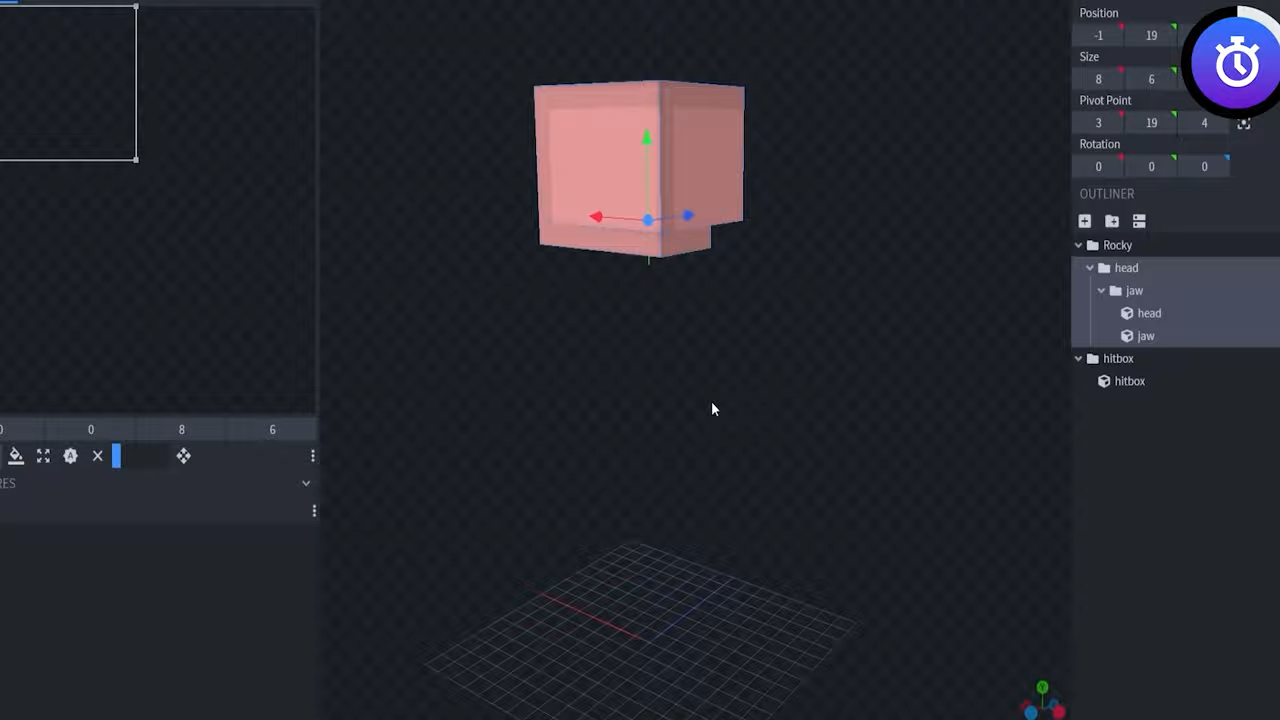 Position
-1 19
Size
8 6
Pivot Point
3 19 4
Rotation
0 0 0
OUTLINER
Rocky
head
jaw
head
jaw
hitbox
hitbox
0 0 8 6
RES